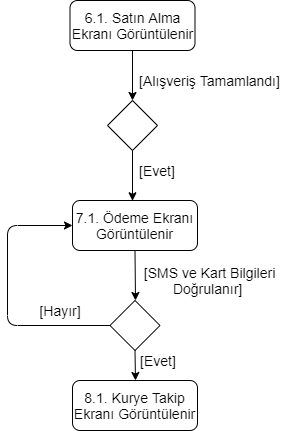 6.1. Satın Alma
Ekranı Görüntülenir
[Alışveriş Tamamlandı]
[Evet]
7.1. Ödeme Ekranı
Görüntülenir
[SMS ve Kart Bilgileri
Doğrulanır]
[Hayır]
[Evet]
8.1. Kurye Takip
Ekranı Görüntülenir